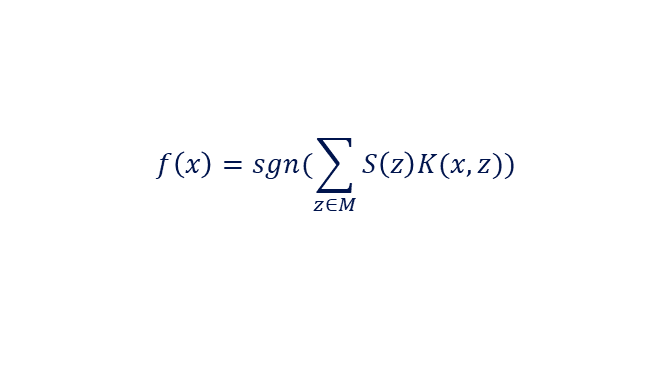 f(x) = sgn(∑ S(z)K(x, z))
z∈M